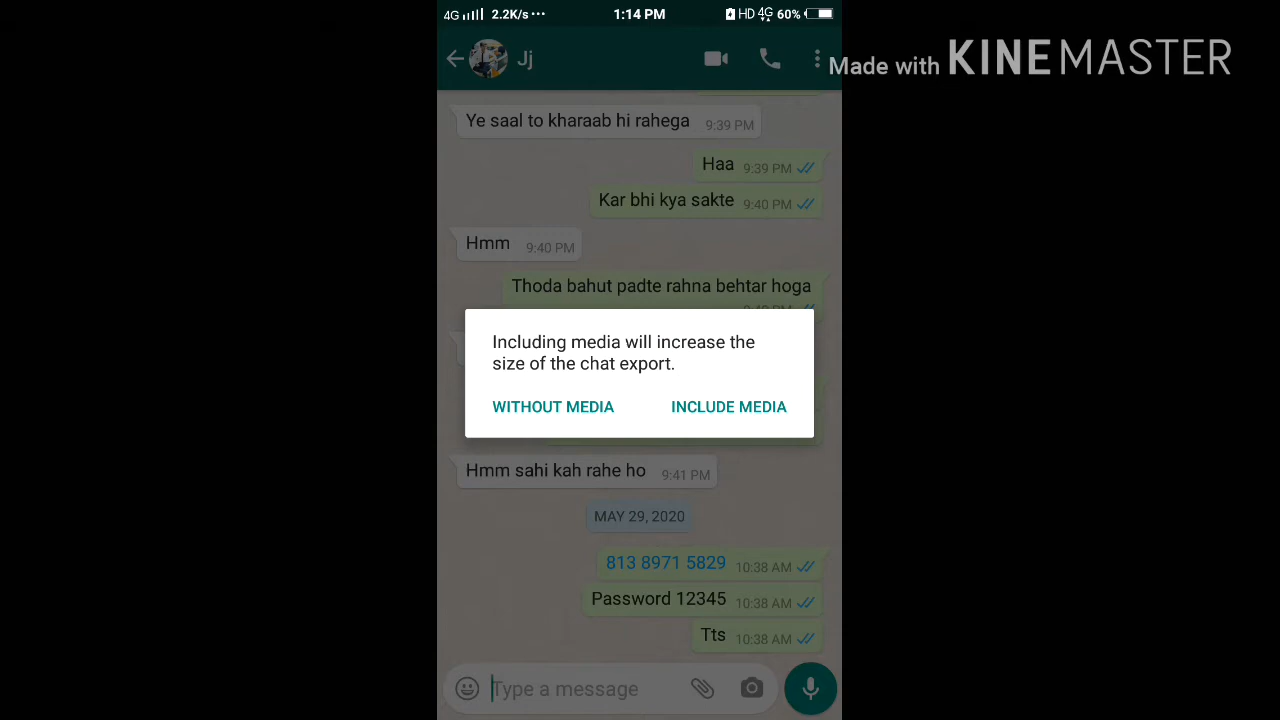 4G 2.2K/s ... 1:14 PM HD 4G 60%
Jj
Made with KINEMASTER
Ye saal to kharaab hi rahega 9:39 PM
Haa 9:39 PM
Kar bhi kya sakte 9:40 PM
Hmm 9:40 PM
Thoda bahut padte rahna behtar hoga
Including media will increase the
size of the chat export.
WITHOUT MEDIA INCLUDE MEDIA
Hmm sahi kah rahe ho 9:41 PM
MAY 29, 2020
813 8971 5829 10:38 AM
Password 12345 10:38 AM
Tts 10:38 AM
Type a message